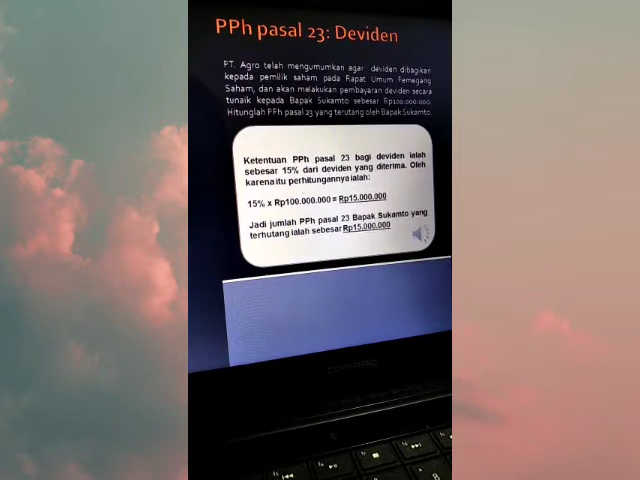 PPh pasal 23: Deviden
PT. Agro telah mengumumkan agar deviden dibagikan
kepada pemilik saham pada Rapat Umum Pemegang
Saham, dan akan melakukan pembayaran deviden secara
tunaik kepada Bapak Sukamto sebesar Rp100.000.000.
Hitunglah PPh pasal 23 yang terutang oleh Bapak Sukamto.
Ketentuan PPh pasal 23 bagi deviden ialah
sebesar 15% dari deviden yang diterima. Oleh
karena itu perhitungannya ialah:
15% x Rp100.000.000 = Rp15.000.000
Jadi jumlah PPh pasal 23 Bapak Sukamto yang
terhutang ialah sebesar Rp15.000.000